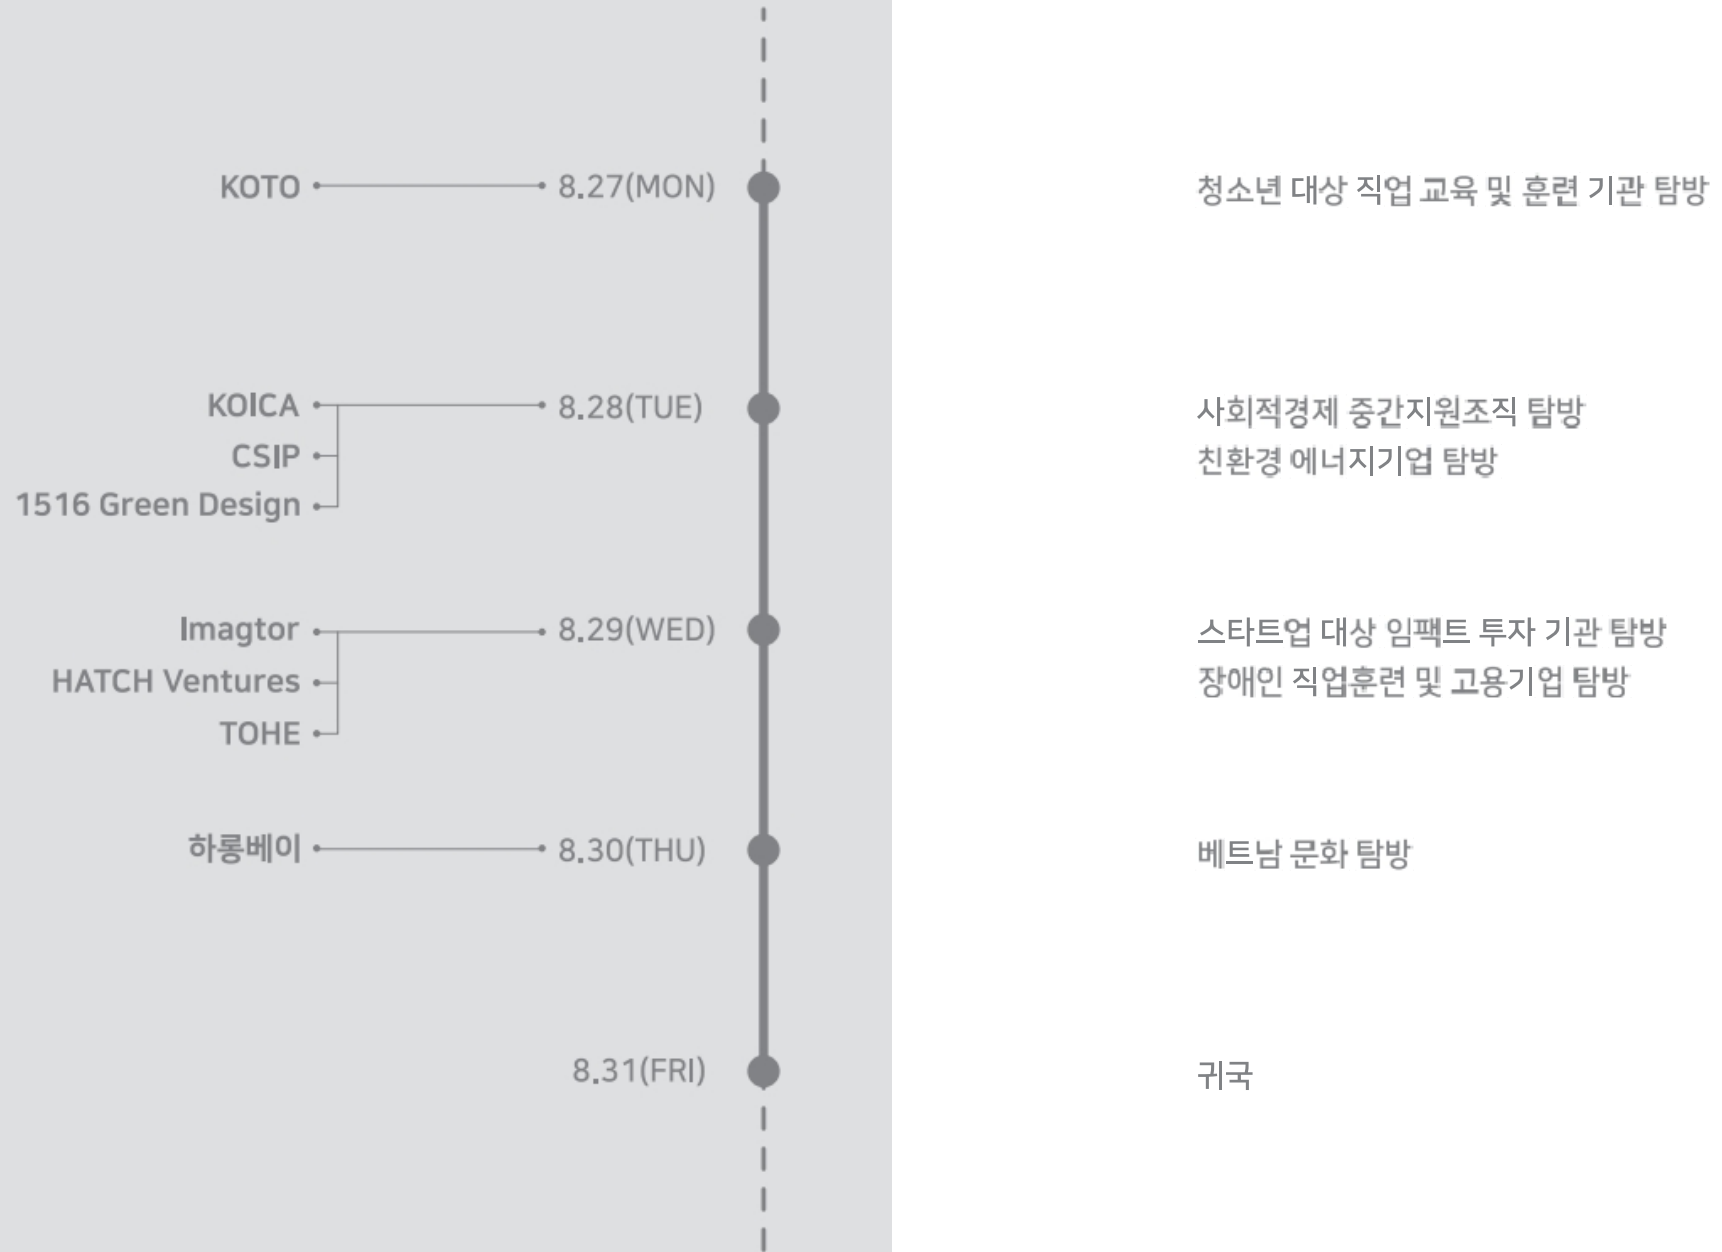 KOTO 8.27(MON) 청소년 대상 직업 교육 및 훈련 기관 탐방
KOICA 8.28(TUE) 사회적경제 중간지원조직 탐방
CSIP 친환경 에너지기업 탐방
1516 Green Design
Imagtor 8.29(WED) 스타트업 대상 임팩트 투자 기관 탐방
HATCH Ventures 장애인 직업훈련 및 고용기업 탐방
TOHE
하롱베이 8.30(THU) 베트남 문화 탐방
8.31(FRI) 귀국